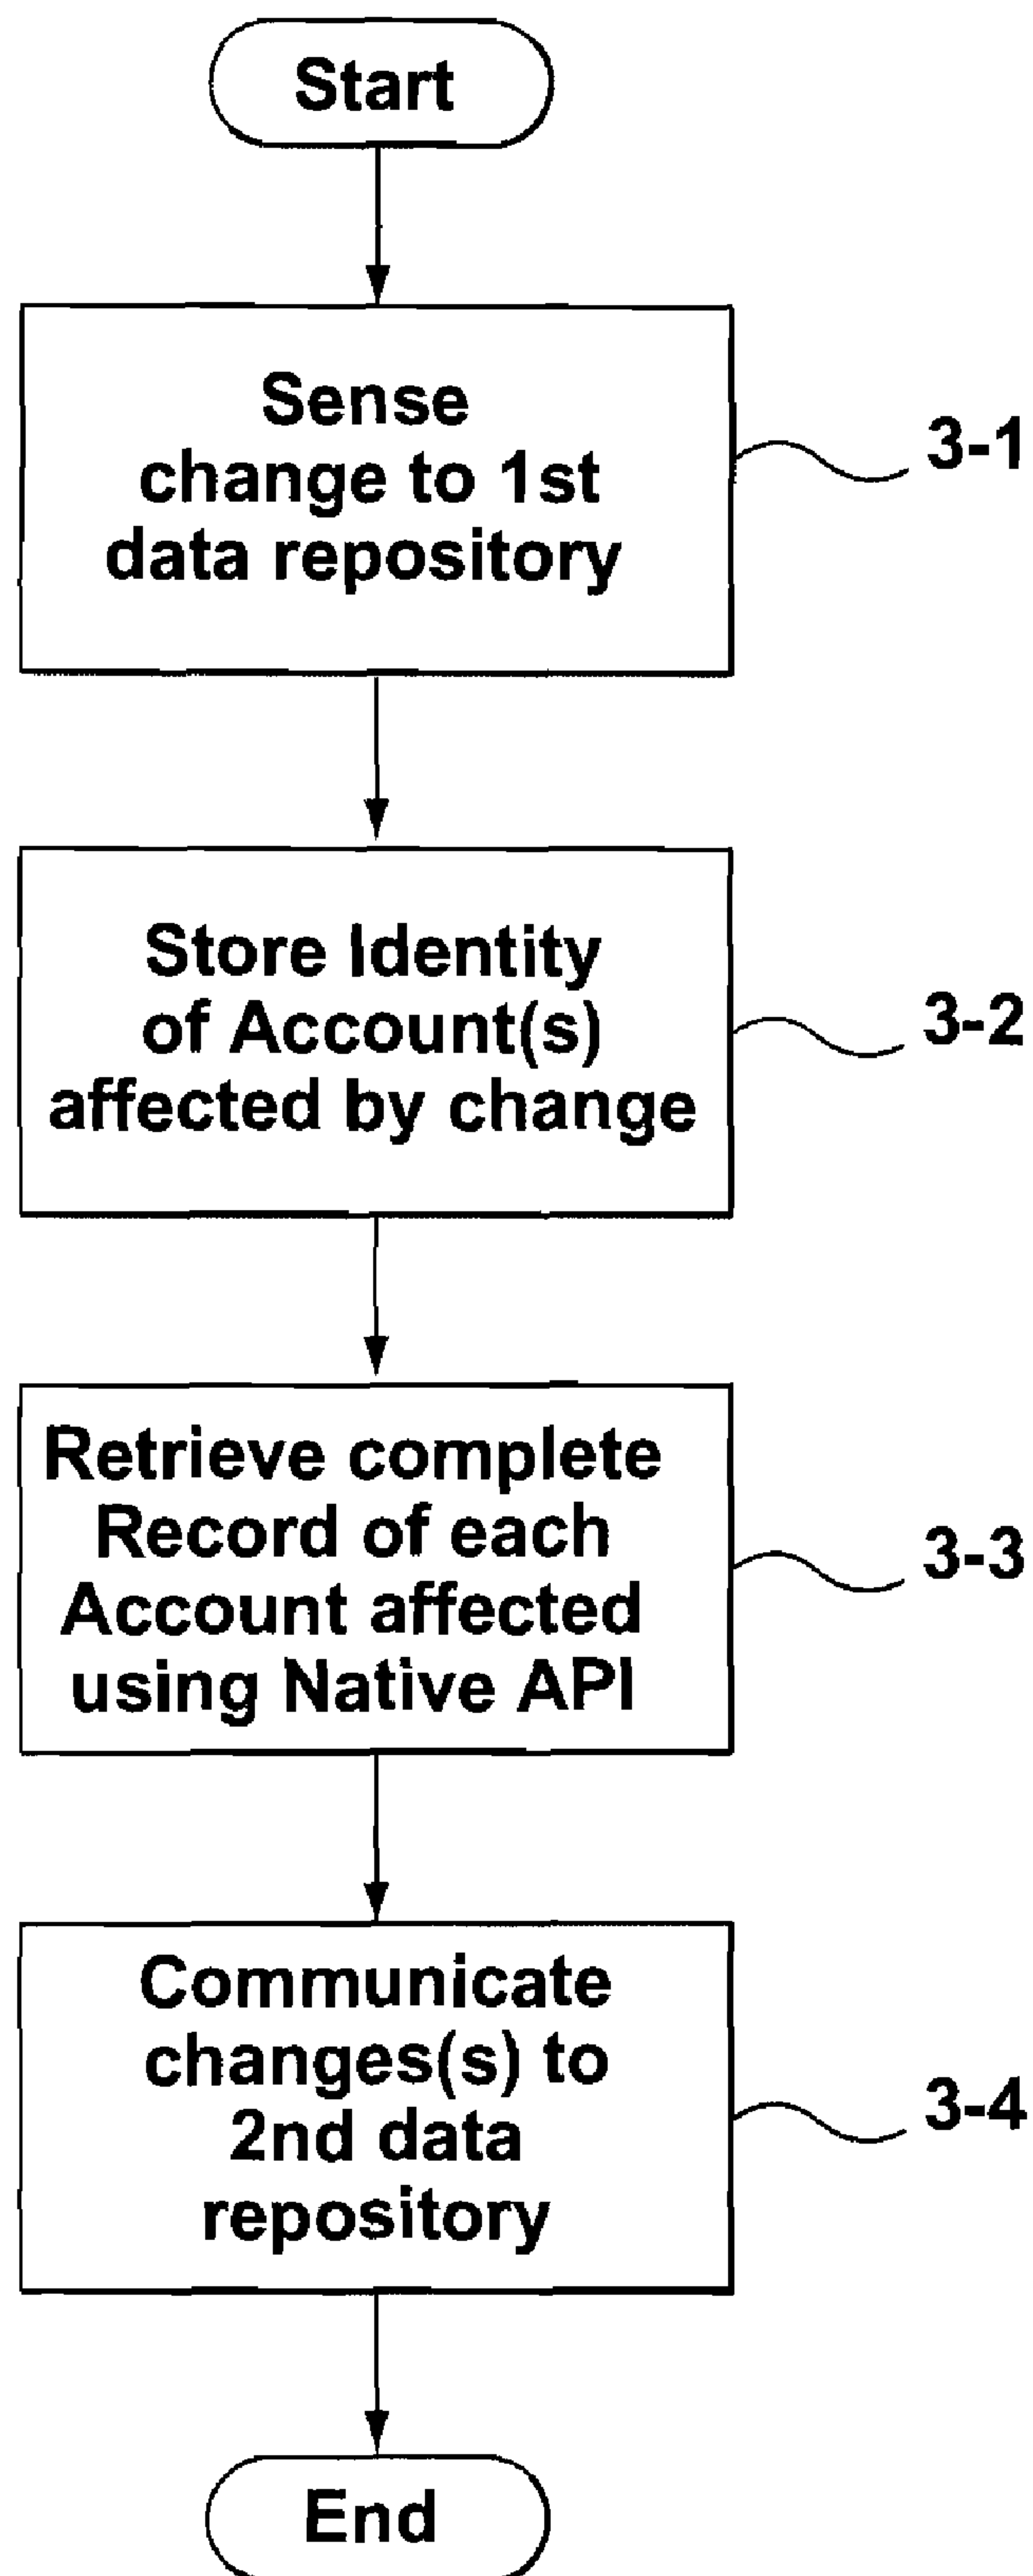 Start
Sense
change to 1st
data repository
3-1
Store Identity
of Account(s)
affected by change
3-2
Retrieve complete
Record of each
Account affected
using Native API
3-3
Communicate
changes(s) to
2nd data
repository
3-4
End